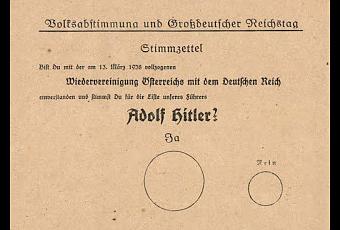 Volksabstimmung und Großdeutscher Reichstag
Stimmzettel
Bist Du mit der am 13. März 1938 vollzogenen
Wiedervereinigung Österreichs mit dem Deutschen Reich
einverstanden und stimmst Du für die Liste unseres Führers
Adolf Hitler?
Ja
Nein